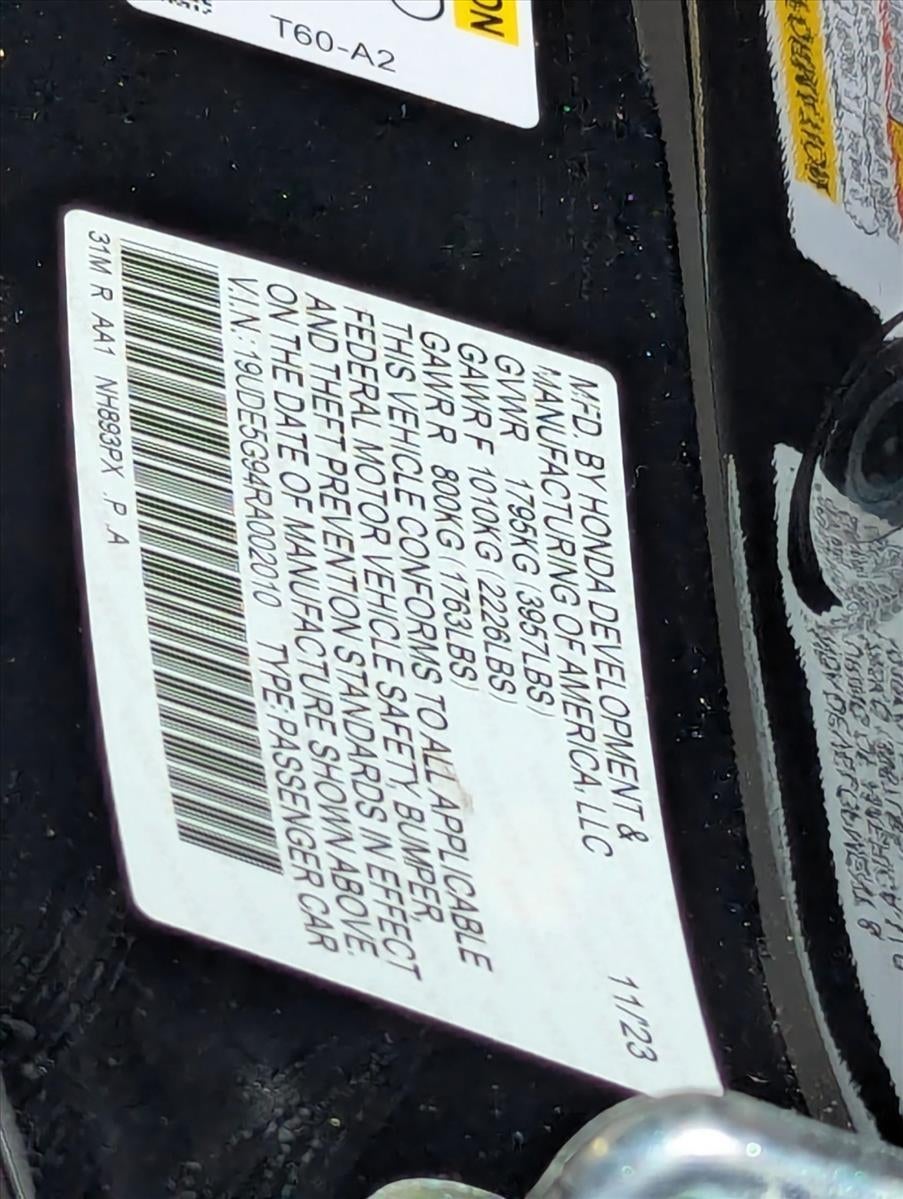 ON
T60-A2
MFD. BY HONDA DEVELOPMENT &
MANUFACTURING OF AMERICA, LLC
11/'23
GVWR 1795KG (3957LBS)
GAWR F 1010KG (2226LBS)
GAWR R 800KG (1763LBS)
THIS VEHICLE CONFORMS TO ALL APPLICABLE
FEDERAL MOTOR VEHICLE SAFETY, BUMPER,
AND THEFT PREVENTION STANDARDS IN EFFECT
ON THE DATE OF MANUFACTURE SHOWN ABOVE.
V.I.N.: 19UDE5G94RA002010 TYPE:PASSENGER CAR
31M R AA1 NH893PX P A